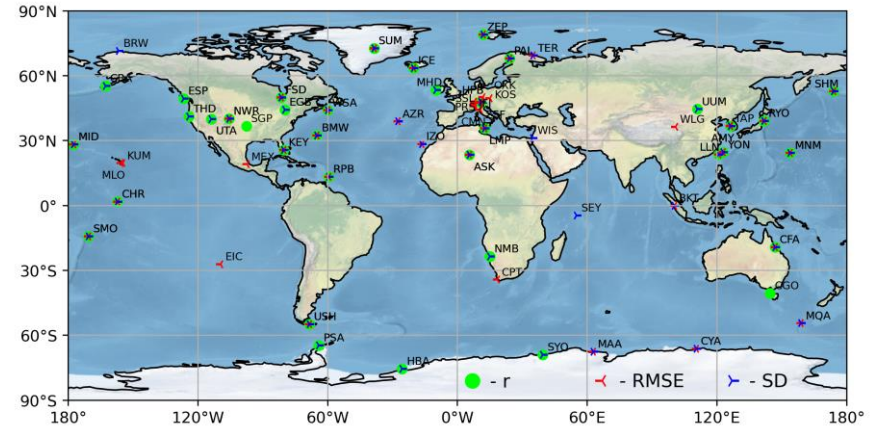 90°N
60°N
30°N
0°
30°S
60°S
90°S
ZEP
BRW
SUM
PAL
TER
ICE
MHD
SHM
ESP
FSD
EGB
WSA
KOS
THD
NWR
SGP
UTA
AZR
UUM
TAP
RYO
WLG
AMY
MID
BMW
KEY
IZO
LMP
WIS
LLN
YON
MNM
KUM
MLO
MEX
ASK
RPB
CHR
BKT
SEY
SMO
EIC
NMB
CFA
CPT
CGO
USH
MQA
PSA
HBA
SYO
MAA
CYA
- r
- RMSE
- SD
180°
120°W
60°W
0°W
60°E
120°E
180°